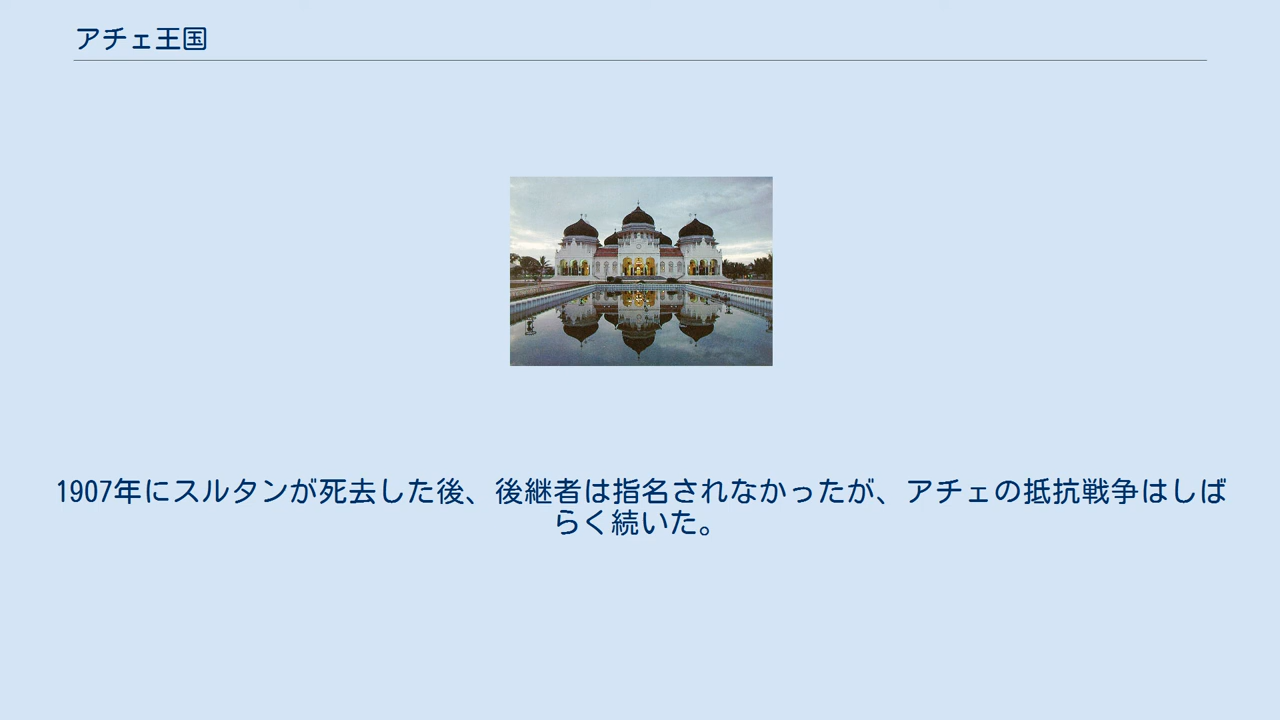 アチェ王国
1907年にスルタンが死去した後、後継者は指名されなかったが、アチェの抵抗戦争はしば
らく続いた。